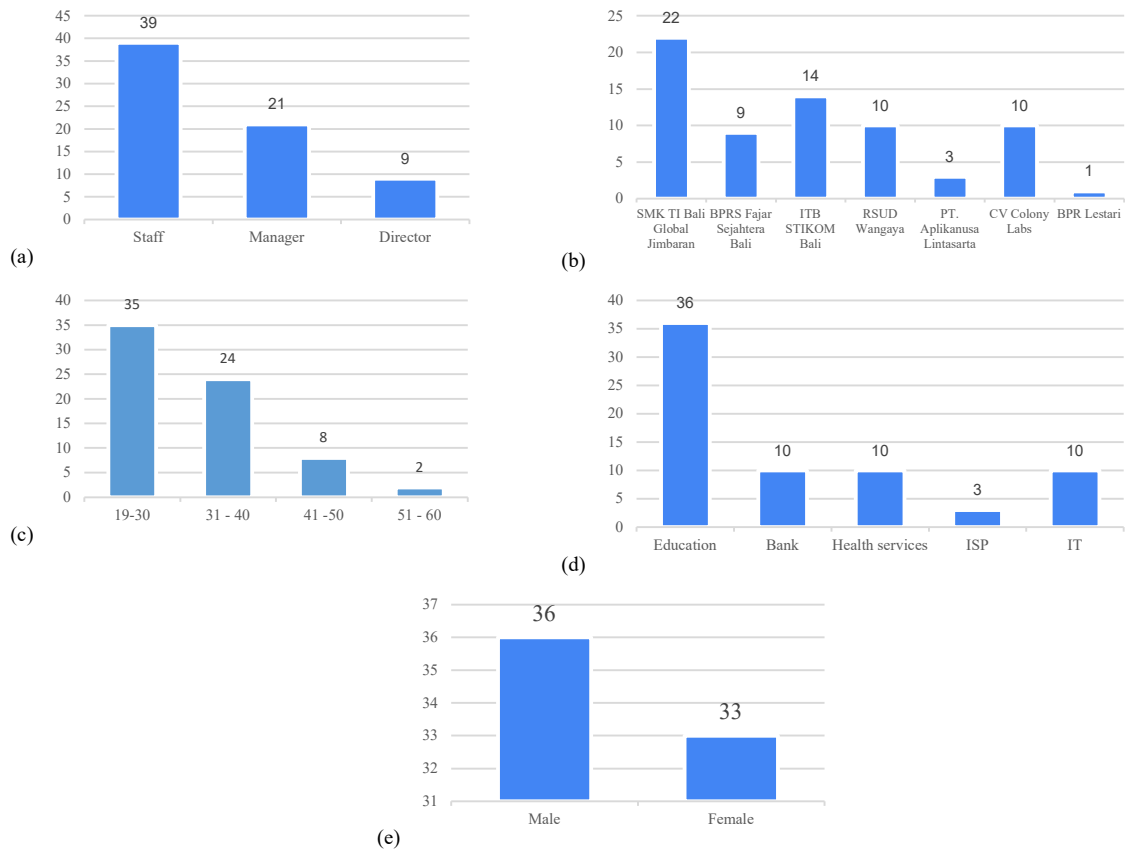 45
40
35
30
25
20
15
10
5
0
39
21
9
Staff
Manager
Director
(a)
25
20
15
10
5
0
22
9
14
10
3
10
1
SMK TI Bali
Global
Jimbaran
BPRS Fajar
Sejahtera
Bali
ITB
STIKOM
Bali
RSUD
Wangaya
PT.
Aplikanusa
Lintasarta
CV Colony
Labs
BPR Lestari
(b)
40
35
30
25
20
15
10
5
0
35
24
8
2
19-30
31 - 40
41 -50
51 - 60
(c)
40
35
30
25
20
15
10
5
0
36
10
10
3
10
Education
Bank
Health services
ISP
IT
(d)
37
36
35
34
33
32
31
36
33
Male
Female
(e)